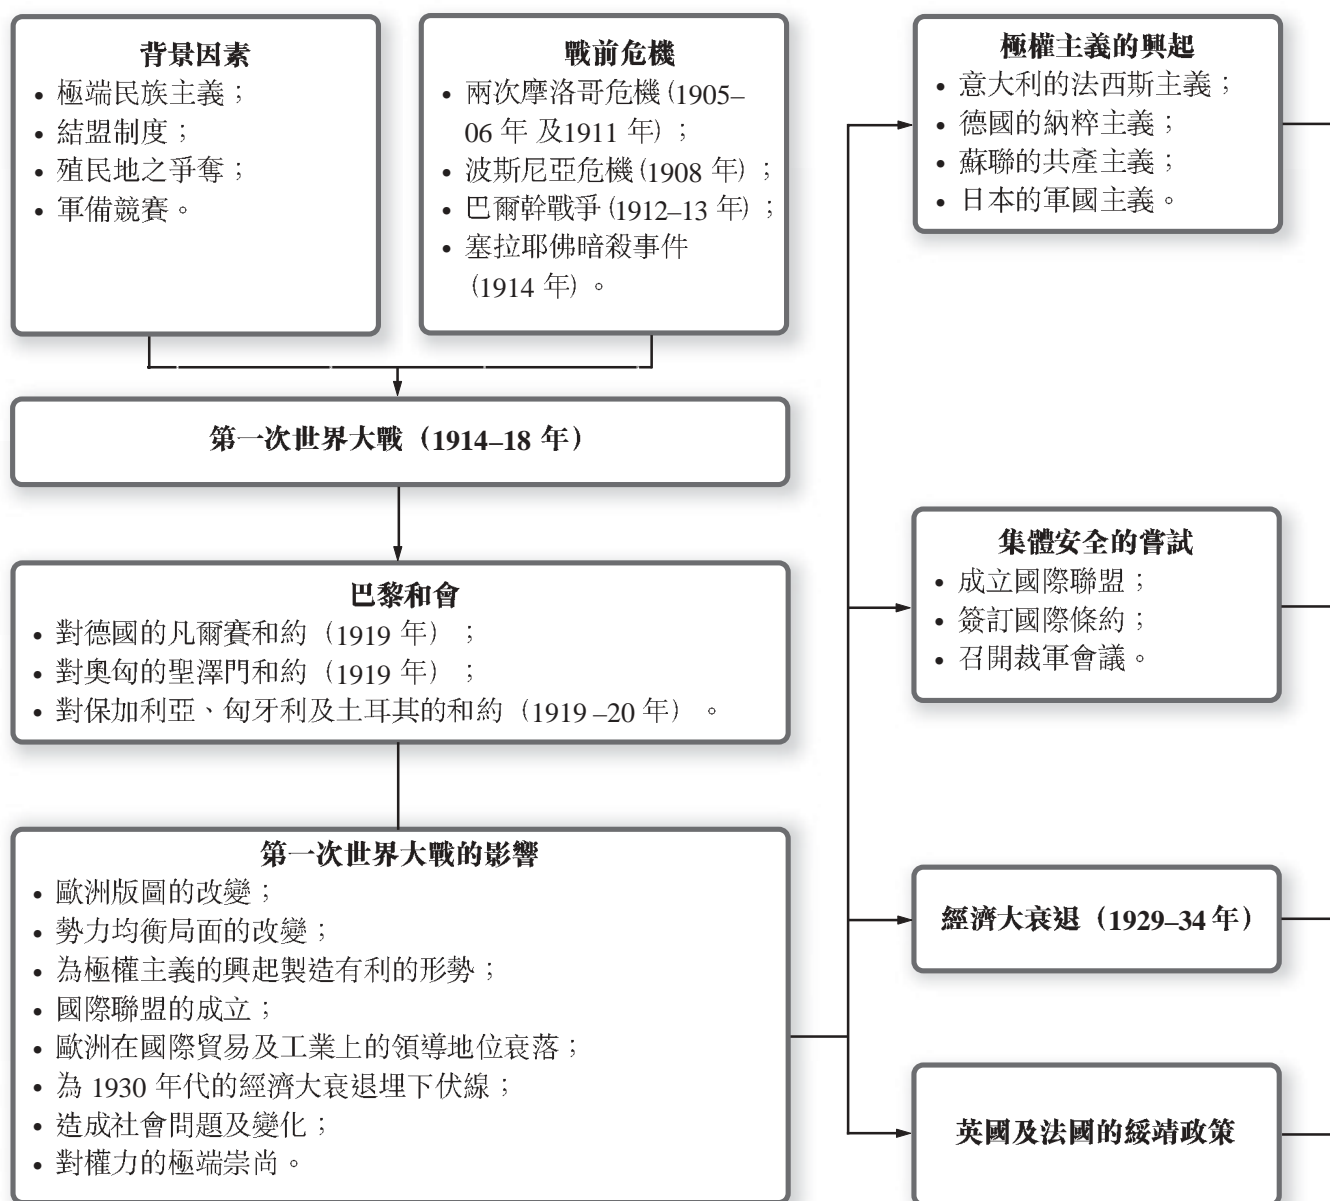 背景因素
• 極端民族主義；
• 結盟制度；
• 殖民地之爭奪；
• 軍備競賽。
戰前危機
• 兩次摩洛哥危機 (1905–
06 年 及1911 年)；
• 波斯尼亞危機 (1908 年)；
• 巴爾幹戰爭 (1912–13 年)；
• 塞拉耶佛暗殺事件
(1914 年)。
第一次世界大戰（1914–18 年）
巴黎和會
• 對德國的凡爾賽和約（1919 年）；
• 對奧匈的聖澤門和約（1919 年）；
• 對保加利亞、匈牙利及土耳其的和約（1919 –20 年）。
第一次世界大戰的影響
• 歐洲版圖的改變；
• 勢力均衡局面的改變；
• 為極權主義的興起製造有利的形勢；
• 國際聯盟的成立；
• 歐洲在國際貿易及工業上的領導地位衰落；
• 為 1930 年代的經濟大衰退埋下伏線；
• 造成社會問題及變化；
• 對權力的極端崇尚。
極權主義的興起
• 意大利的法西斯主義；
• 德國的納粹主義；
• 蘇聯的共產主義；
• 日本的軍國主義。
集體安全的嘗試
• 成立國際聯盟；
• 簽訂國際條約；
• 召開裁軍會議。
經濟大衰退（1929–34 年）
英國及法國的綏靖政策